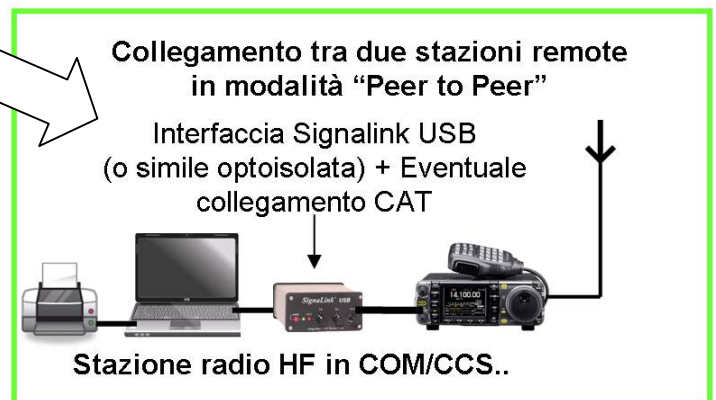 Collegamento tra due stazioni remote
in modalità “Peer to Peer”
Interfaccia Signalink USB
(o simile optoisolata) + Eventuale
collegamento CAT
SignaLink USB
14.100.00
Stazione radio HF in COM/CCS..